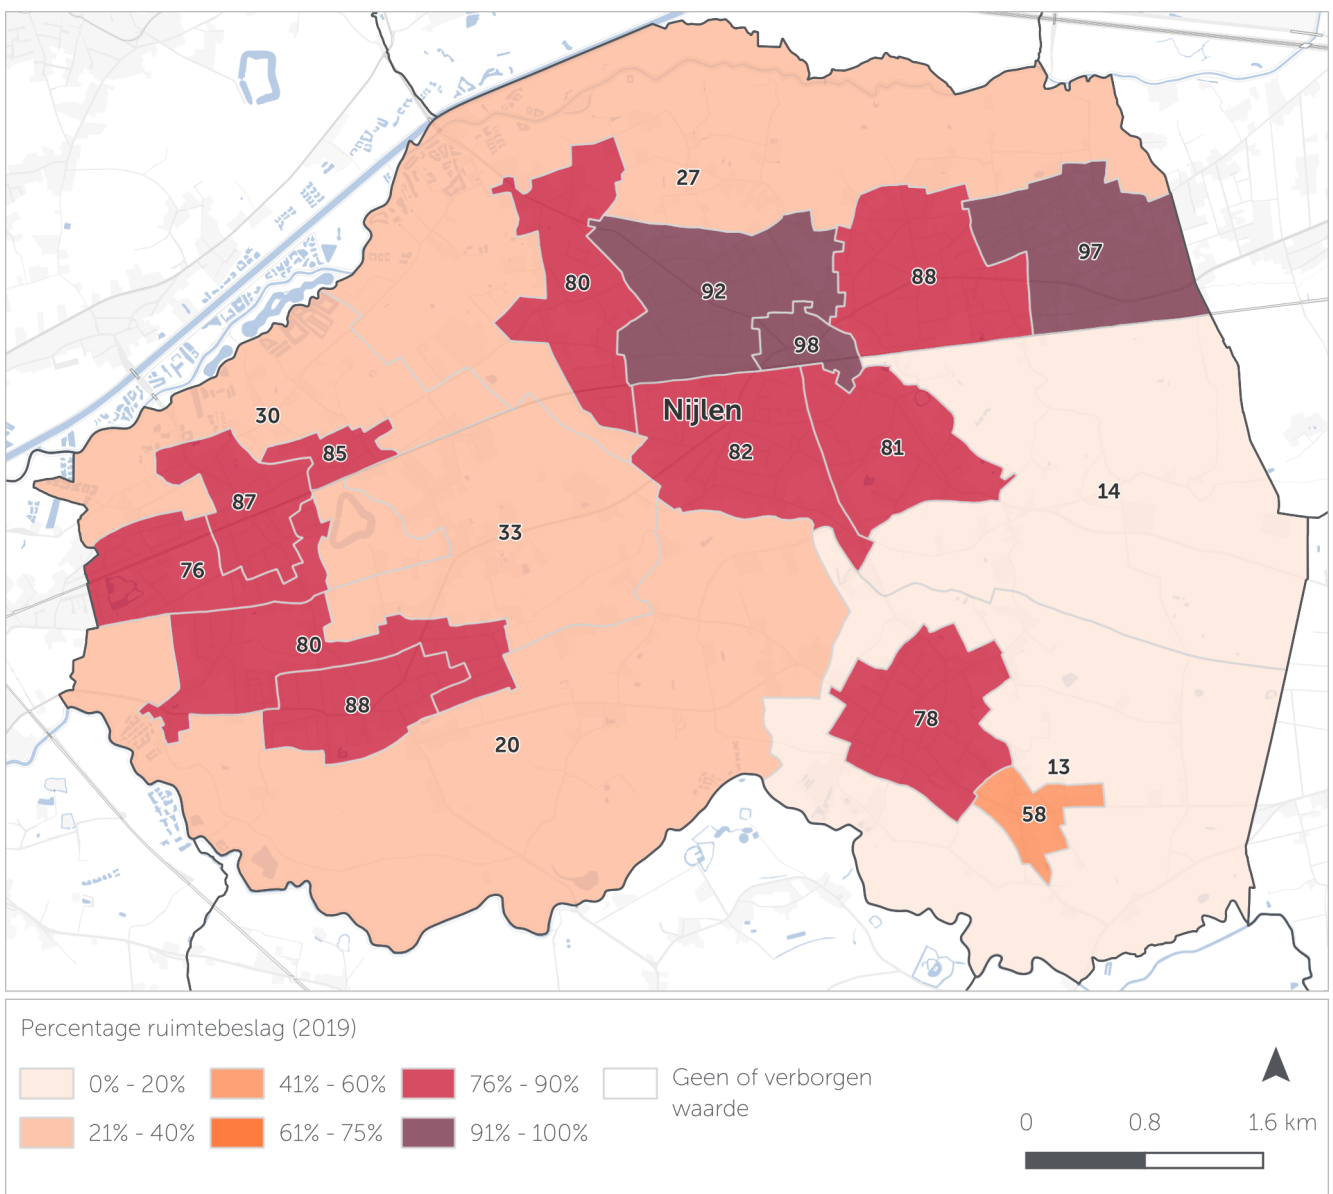 27
97
88
80
92
98
Nijlen
30
82
81
85
14
87
33
76
80
88
78
20
13
58
Percentage ruimtebeslag (2019)
0% - 20%
41% - 60%
76% - 90%
Geen of verborgen
waarde
21% - 40%
61% - 75%
91% - 100%
0 0.8 1.6 km